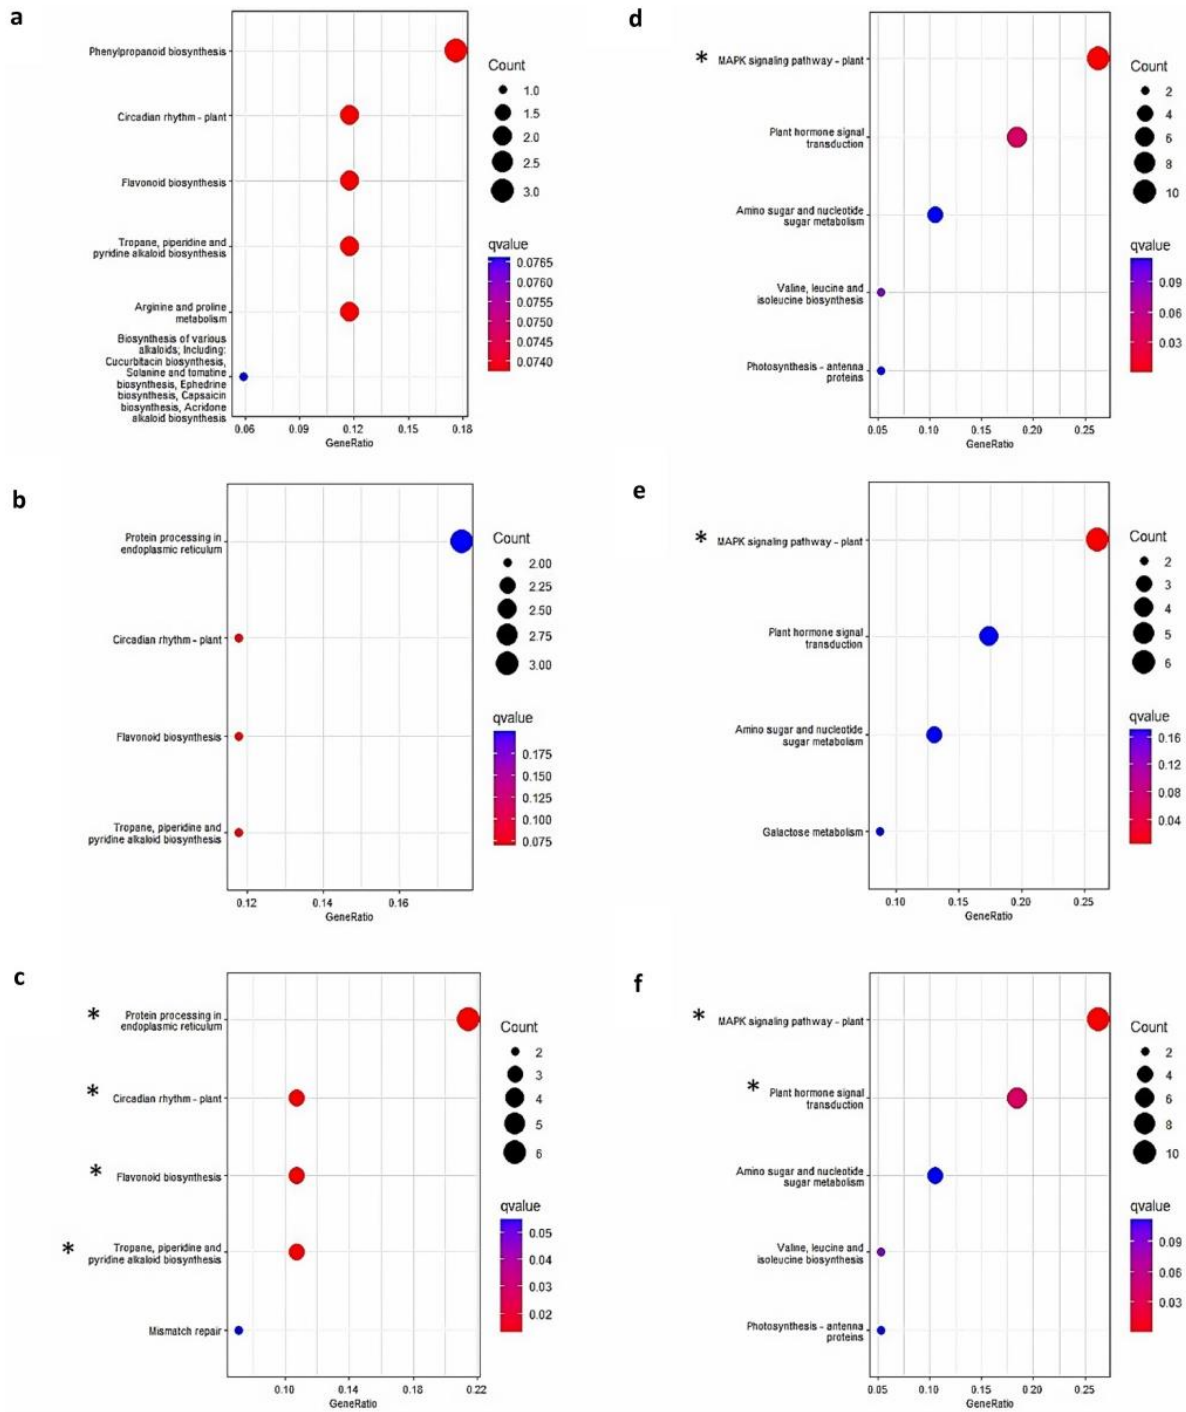 a
Phenylpropanoid biosynthesis
Circadian rhythm - plant
Flavonoid biosynthesis
Tropane, piperidine and
pyridine alkaloid biosynthesis
Arginine and proline
metabolism
Biosynthesis of various
alkaloids; Including:
Cucurbitacin biosynthesis,
Solanine and tomatine
biosynthesis, Ephedrine
biosynthesis, Capsaicin
biosynthesis, Acridone
alkaloid biosynthesis
0.06 0.09 0.12 0.15 0.18
GeneRatio
Count
1.0
1.5
2.0
2.5
3.0
qvalue
0.0765
0.0760
0.0755
0.0750
0.0745
0.0740
d
* MAPK signaling pathway - plant
Plant hormone signal
transduction
Amino sugar and nucleotide
sugar metabolism
Valine, leucine and
isoleucine biosynthesis
Photosynthesis - antenna
proteins
0.05 0.10 0.15 0.20 0.25
GeneRatio
Count
2
4
6
8
10
qvalue
0.09
0.06
0.03
b
Protein processing in
endoplasmic reticulum
Circadian rhythm - plant
Flavonoid biosynthesis
Tropane, piperidine and
pyridine alkaloid biosynthesis
0.12 0.14 0.16
GeneRatio
Count
2.00
2.25
2.50
2.75
3.00
qvalue
0.175
0.150
0.125
0.100
0.075
e
* MAPK signaling pathway - plant
Plant hormone signal
transduction
Amino sugar and nucleotide
sugar metabolism
Galactose metabolism
0.10 0.15 0.20 0.25
GeneRatio
Count
2
3
4
5
6
qvalue
0.16
0.12
0.08
0.04
c
* Protein processing in
endoplasmic reticulum
* Circadian rhythm - plant
* Flavonoid biosynthesis
* Tropane, piperidine and
pyridine alkaloid biosynthesis
Mismatch repair
0.10 0.14 0.18 0.22
GeneRatio
Count
2
3
4
5
6
qvalue
0.05
0.04
0.03
0.02
f
* MAPK signaling pathway - plant
* Plant hormone signal
transduction
Amino sugar and nucleotide
sugar metabolism
Valine, leucine and
isoleucine biosynthesis
Photosynthesis - antenna
proteins
0.05 0.10 0.15 0.20 0.25
GeneRatio
Count
2
4
6
8
10
qvalue
0.09
0.06
0.03